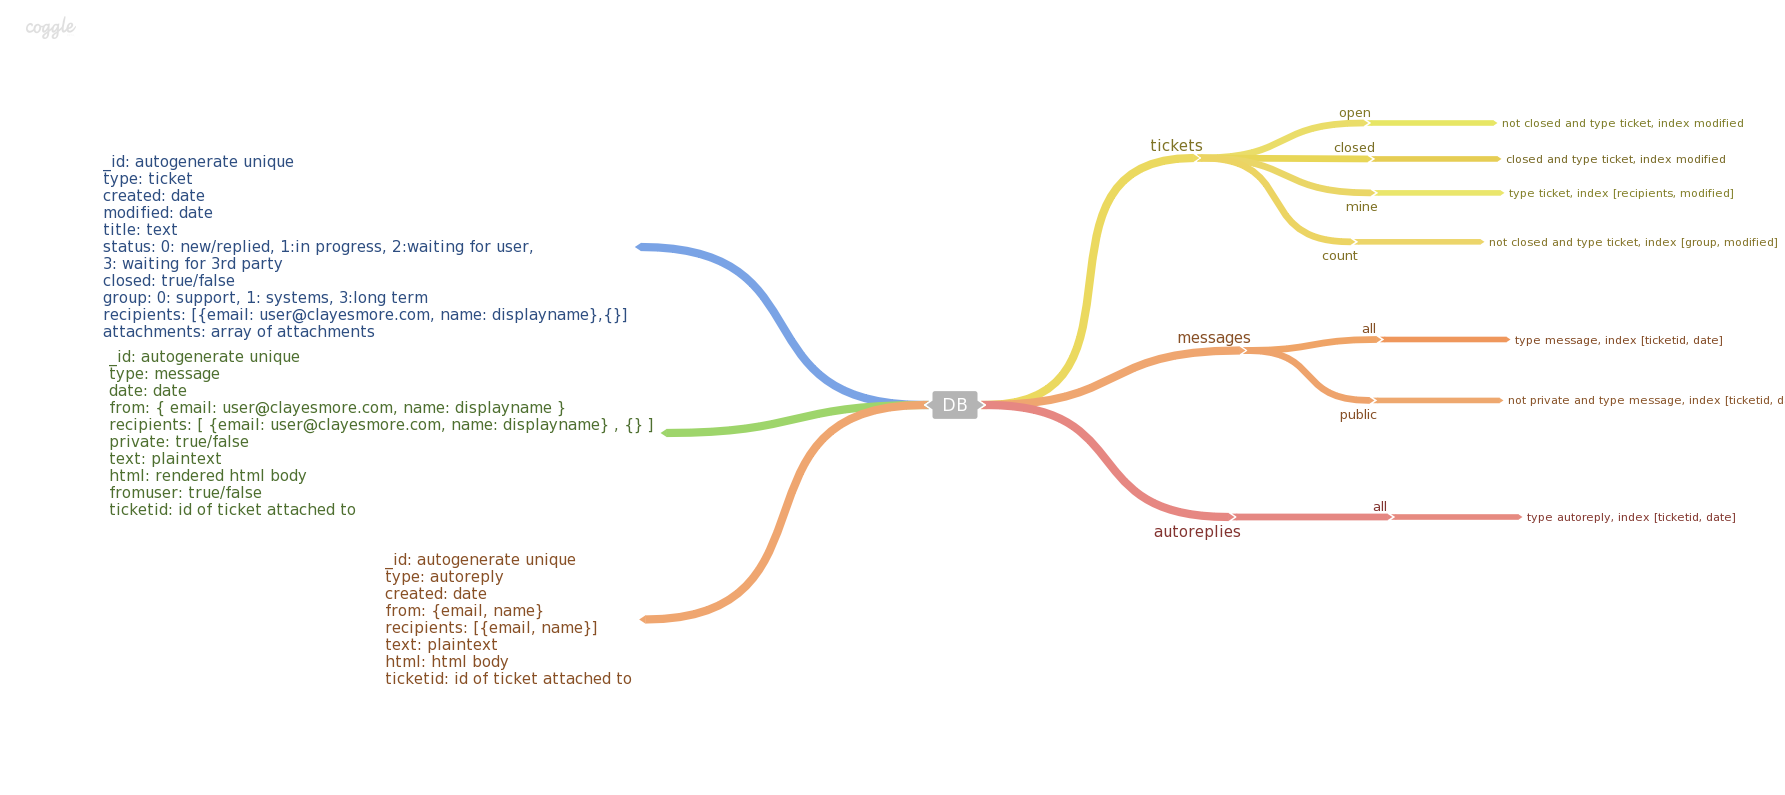 coggle
_id: autogenerate unique
type: ticket
created: date
modified: date
title: text
status: 0: new/replied, 1:in progress, 2:waiting for user,
3: waiting for 3rd party
closed: true/false
group: 0: support, 1: systems, 3:long term
recipients: [{email: user@clayesmore.com, name: displayname},{}]
attachments: array of attachments
_id: autogenerate unique
type: message
date: date
from: { email: user@clayesmore.com, name: displayname }
recipients: [ {email: user@clayesmore.com, name: displayname} , {} ]
private: true/false
text: plaintext
html: rendered html body
fromuser: true/false
ticketid: id of ticket attached to
_id: autogenerate unique
type: autoreply
created: date
from: {email, name}
recipients: [{email, name}]
text: plaintext
html: html body
ticketid: id of ticket attached to
DB
tickets
open
not closed and type ticket, index modified
closed
closed and type ticket, index modified
mine
type ticket, index [recipients, modified]
count
not closed and type ticket, index [group, modified]
messages
all
type message, index [ticketid, date]
public
not private and type message, index [ticketid, d
autoreplies
all
type autoreply, index [ticketid, date]